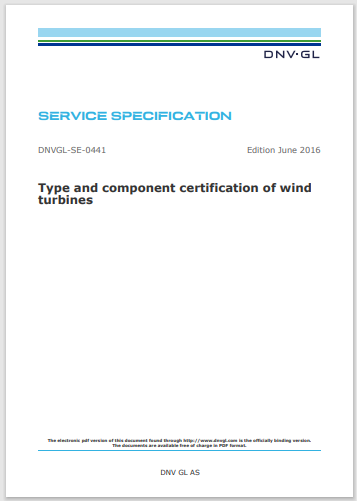 DNV·GL
SERVICE SPECIFICATION
DNVGL-SE-0441 Edition June 2016
Type and component certification of wind
turbines
The electronic pdf version of this document found through http://www.dnvgl.com is the officially binding version.
The documents are available free of charge in PDF format.
DNV GL AS